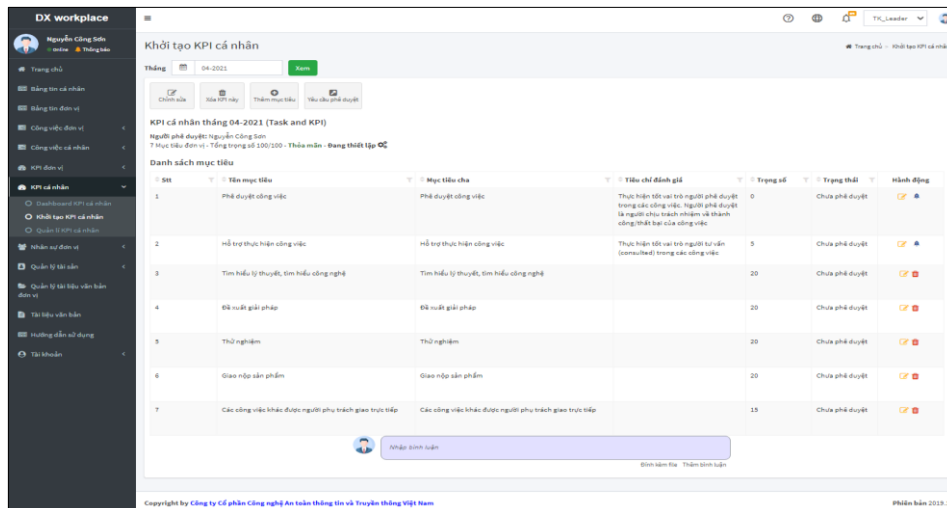 DX workplace
TK_Leader
Nguyễn Công Sơn
Online Thông báo
Trang chủ
Bảng tin cá nhân
Bảng tin đơn vị
Công việc đơn vị
Công việc cá nhân
KPI đơn vị
KPI cá nhân
Dashboard KPI cá nhân
Khởi tạo KPI cá nhân
Quản lí KPI cá nhân
Nhân sự đơn vị
Quản lý tài sản
Quản lý tài liệu văn bản
đơn vị
Tài liệu văn bản
Hướng dẫn sử dụng
Tài khoản
Khởi tạo KPI cá nhân
Trang chủ > Khởi tạo KPI cá nhân
Tháng 04-2021 Xem
Chỉnh sửa Xóa KPI này Thêm mục tiêu Yêu cầu phê duyệt
KPI cá nhân tháng 04-2021 (Task and KPI)
Người phê duyệt: Nguyễn Công Sơn
7 Mục tiêu đơn vị - Tổng trọng số 100/100 - Thỏa mãn - Đang thiết lập
Danh sách mục tiêu
Stt Tên mục tiêu Mục tiêu cha Tiêu chí đánh giá Trọng số Trạng thái Hành động
1 Phê duyệt công việc Phê duyệt công việc Thực hiện tốt vai trò người phê duyệt 0 Chưa phê duyệt
trong các công việc. Người phê duyệt
là người chịu trách nhiệm về thành
công/thất bại của công việc
2 Hỗ trợ thực hiện công việc Hỗ trợ thực hiện công việc Thực hiện tốt vai trò người tư vấn 5 Chưa phê duyệt
(consulted) trong các công việc
3 Tìm hiểu lý thuyết, tìm hiểu công nghệ Tìm hiểu lý thuyết, tìm hiểu công nghệ 20 Chưa phê duyệt
4 Đề xuất giải pháp Đề xuất giải pháp 20 Chưa phê duyệt
5 Thử nghiệm Thử nghiệm 20 Chưa phê duyệt
6 Giao nộp sản phẩm Giao nộp sản phẩm 20 Chưa phê duyệt
7 Các công việc khác được người phụ trách giao trực tiếp Các công việc khác được người phụ trách giao trực tiếp 15 Chưa phê duyệt
Nhập bình luận
Đính kèm file Thêm bình luận
Copyright by Công ty Cổ phần Công nghệ An toàn thông tin và Truyền thông Việt Nam
Phiên bản 2019.